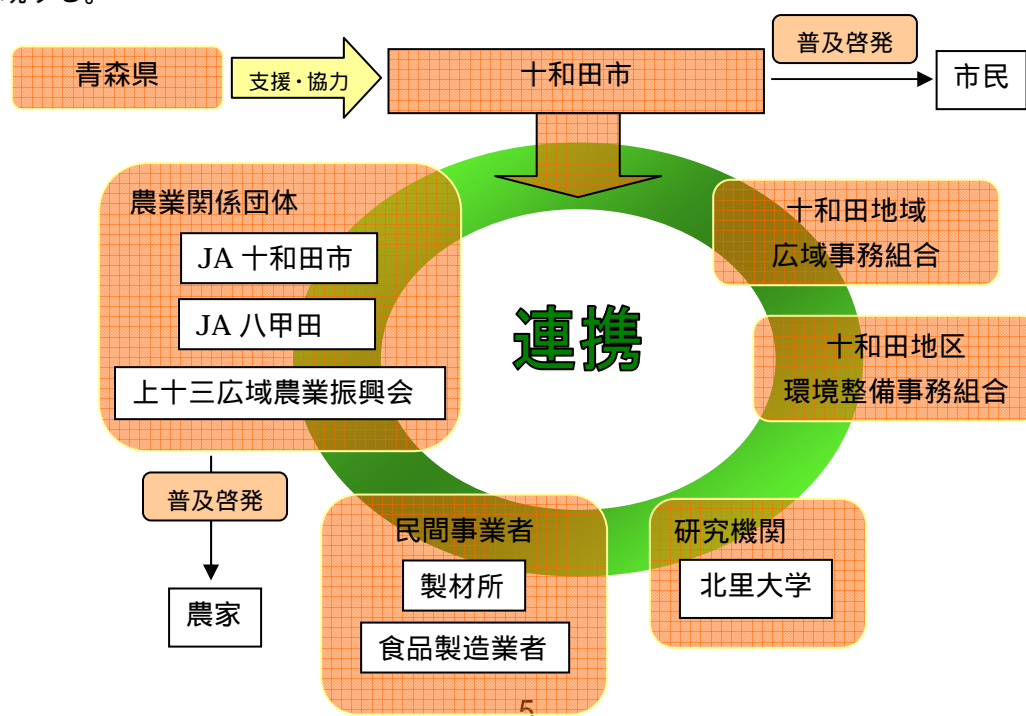 する。
青森県
支援・協力
十和田市
普及啓発
市民
農業関係団体
JA 十和田市
JA 八甲田
上十三広域農業振興会
連携
十和田地域
広域事務組合
十和田地区
環境整備事務組合
普及啓発
農家
民間事業者
製材所
食品製造業者
研究機関
北里大学
5